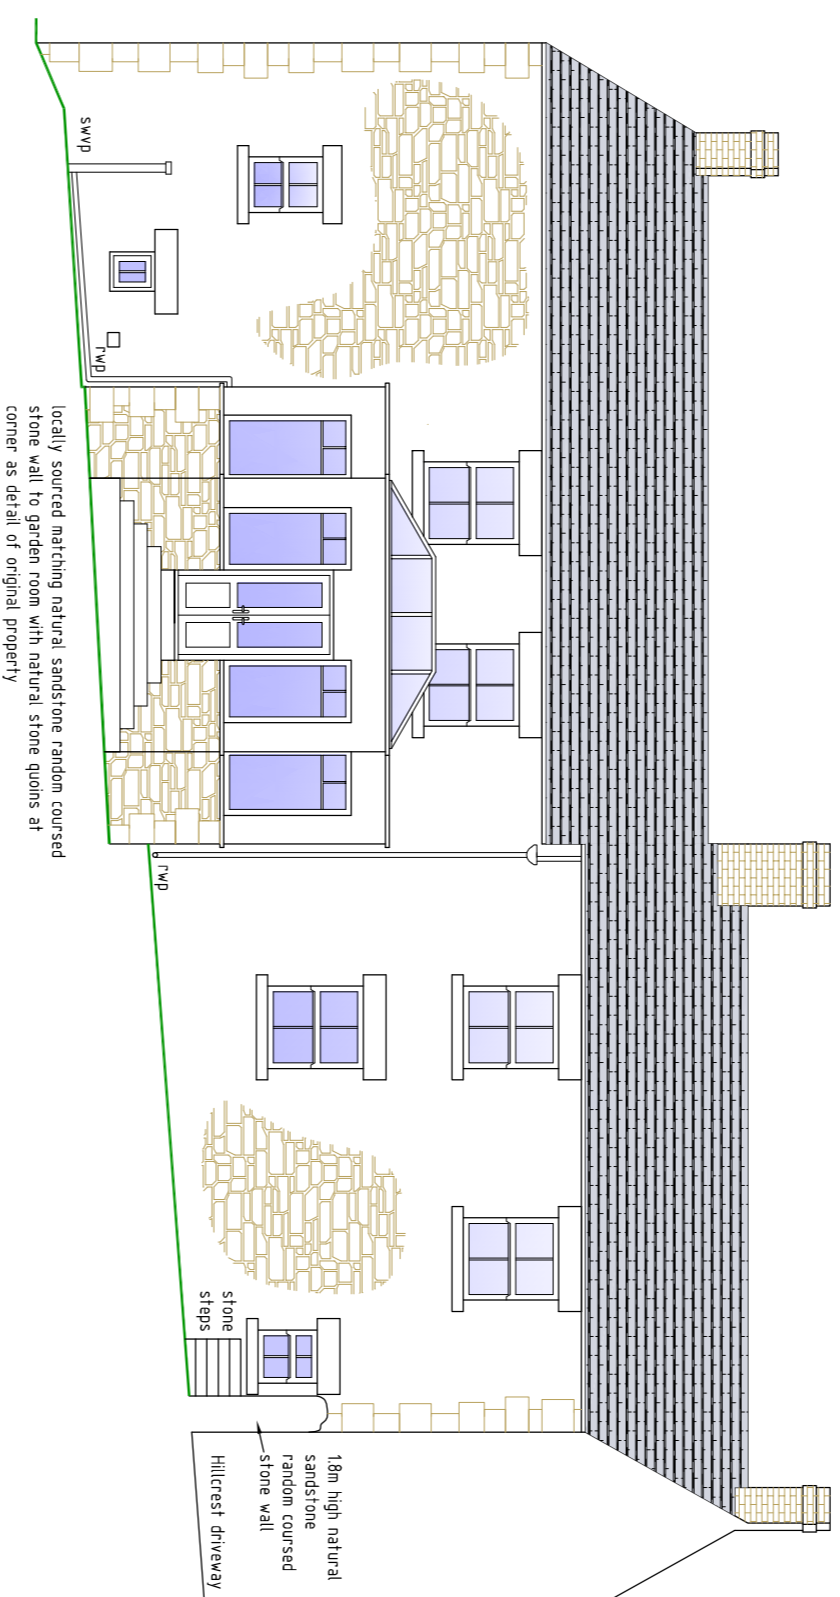 swvp
rwp
locally sourced matching natural sandstone random coursed
stone wall to garden room with natural stone quoins at
corner as detail of original property
rwp
stone
steps
1.8m high natural
sandstone
random coursed
stone wall
Hillcrest driveway